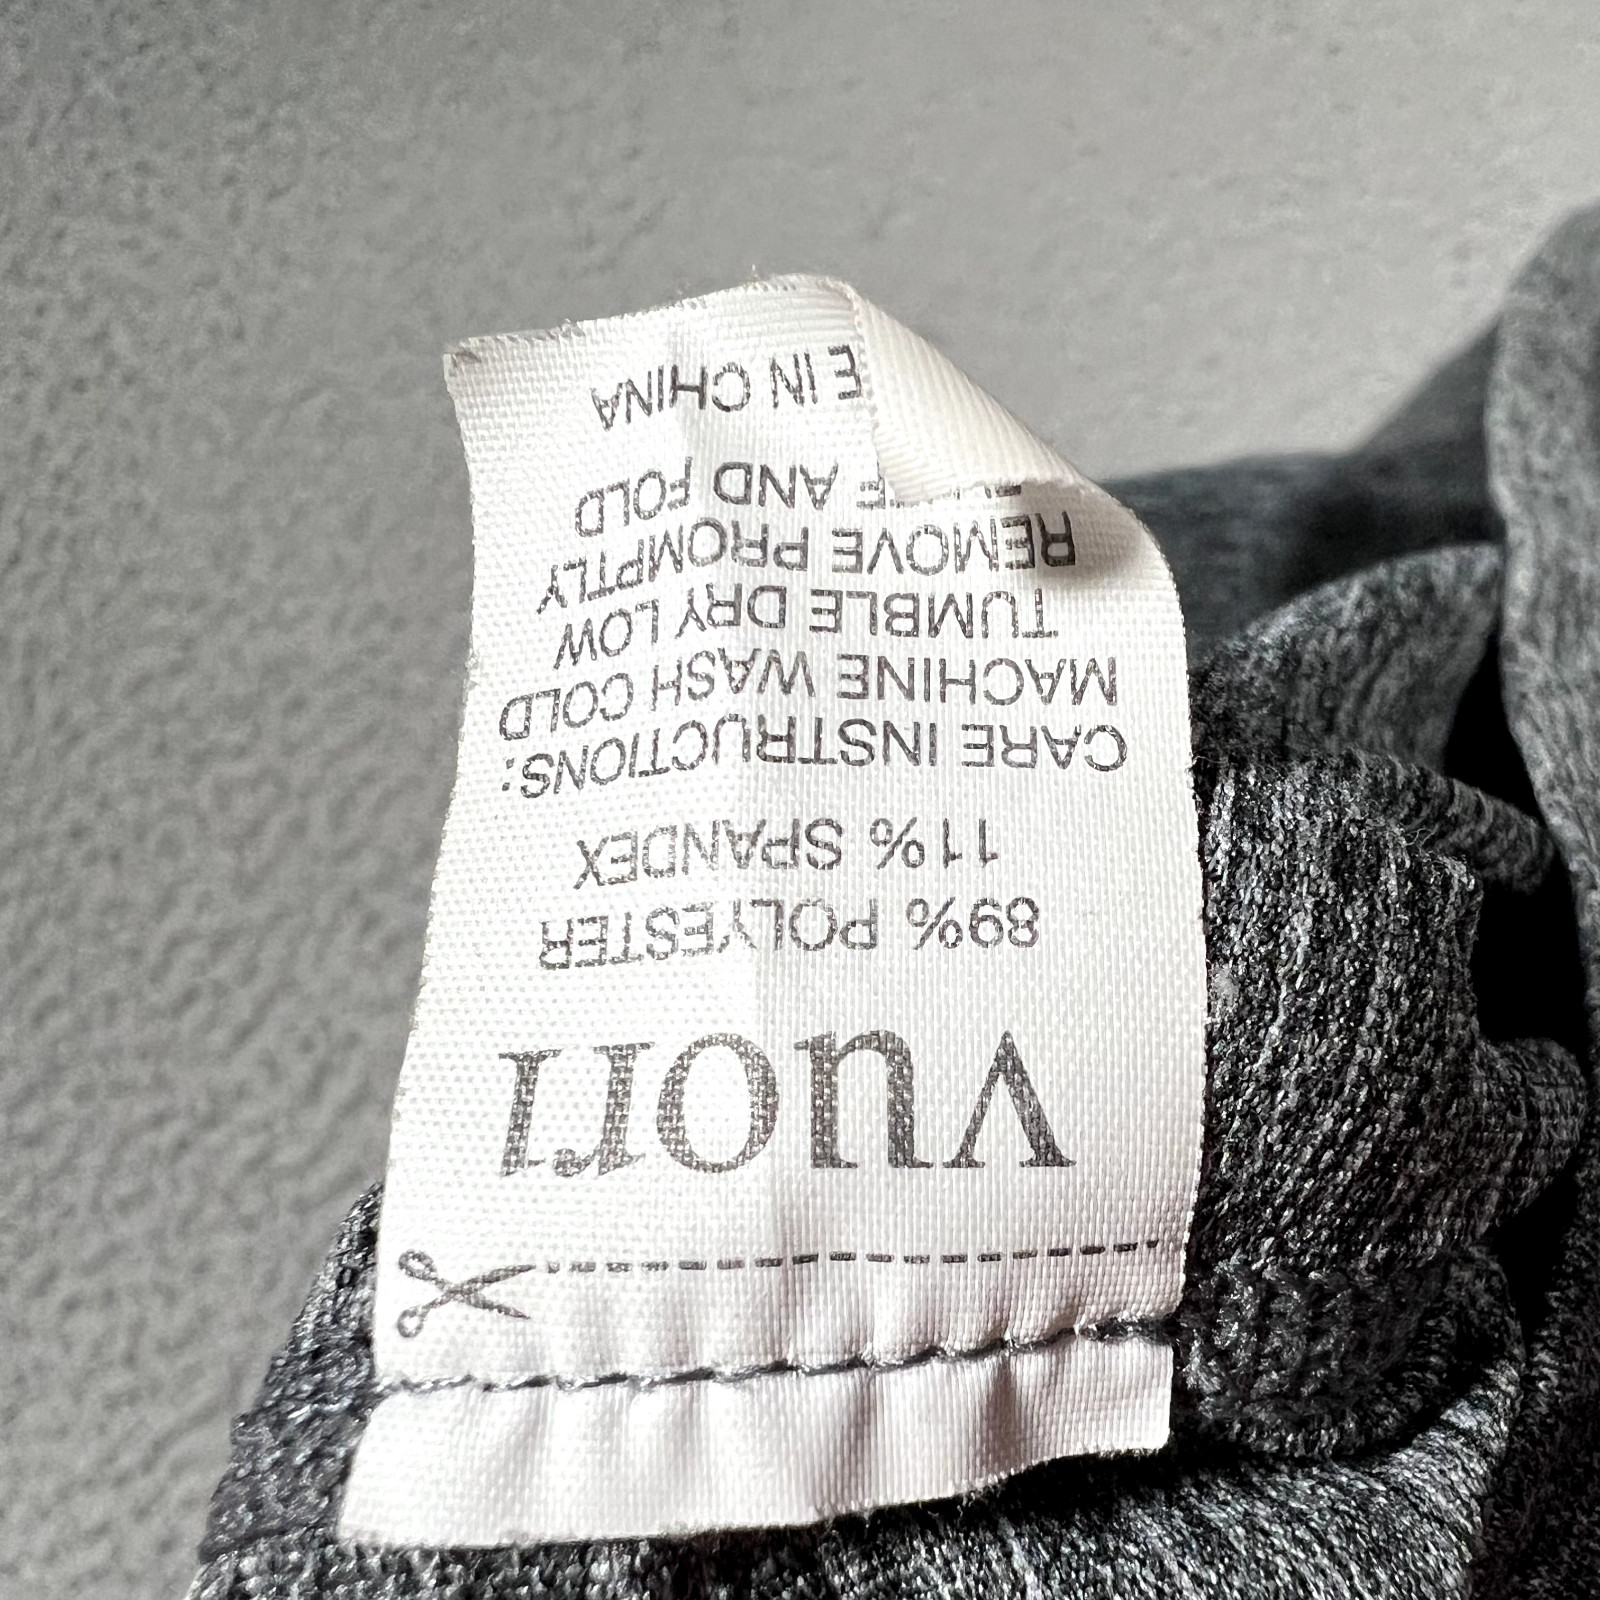 vuori
89% POLYESTER
11% SPANDEX
CARE INSTRUCTIONS:
MACHINE WASH COLD
TUMBLE DRY LOW
REMOVE PROMPTLY
AND FOLD
E IN CHINA